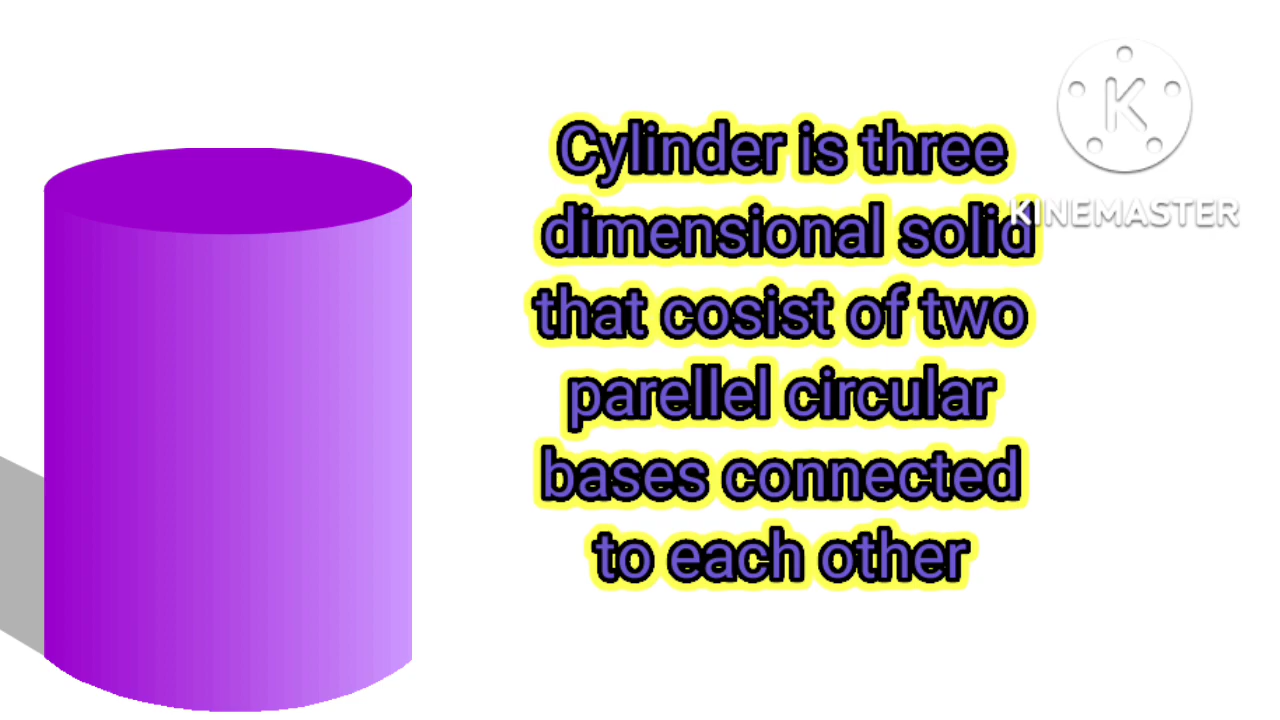 Cylinder is three
dimensional solid
that cosist of two
parellel circular
bases connected
to each other
K
KINEMASTER